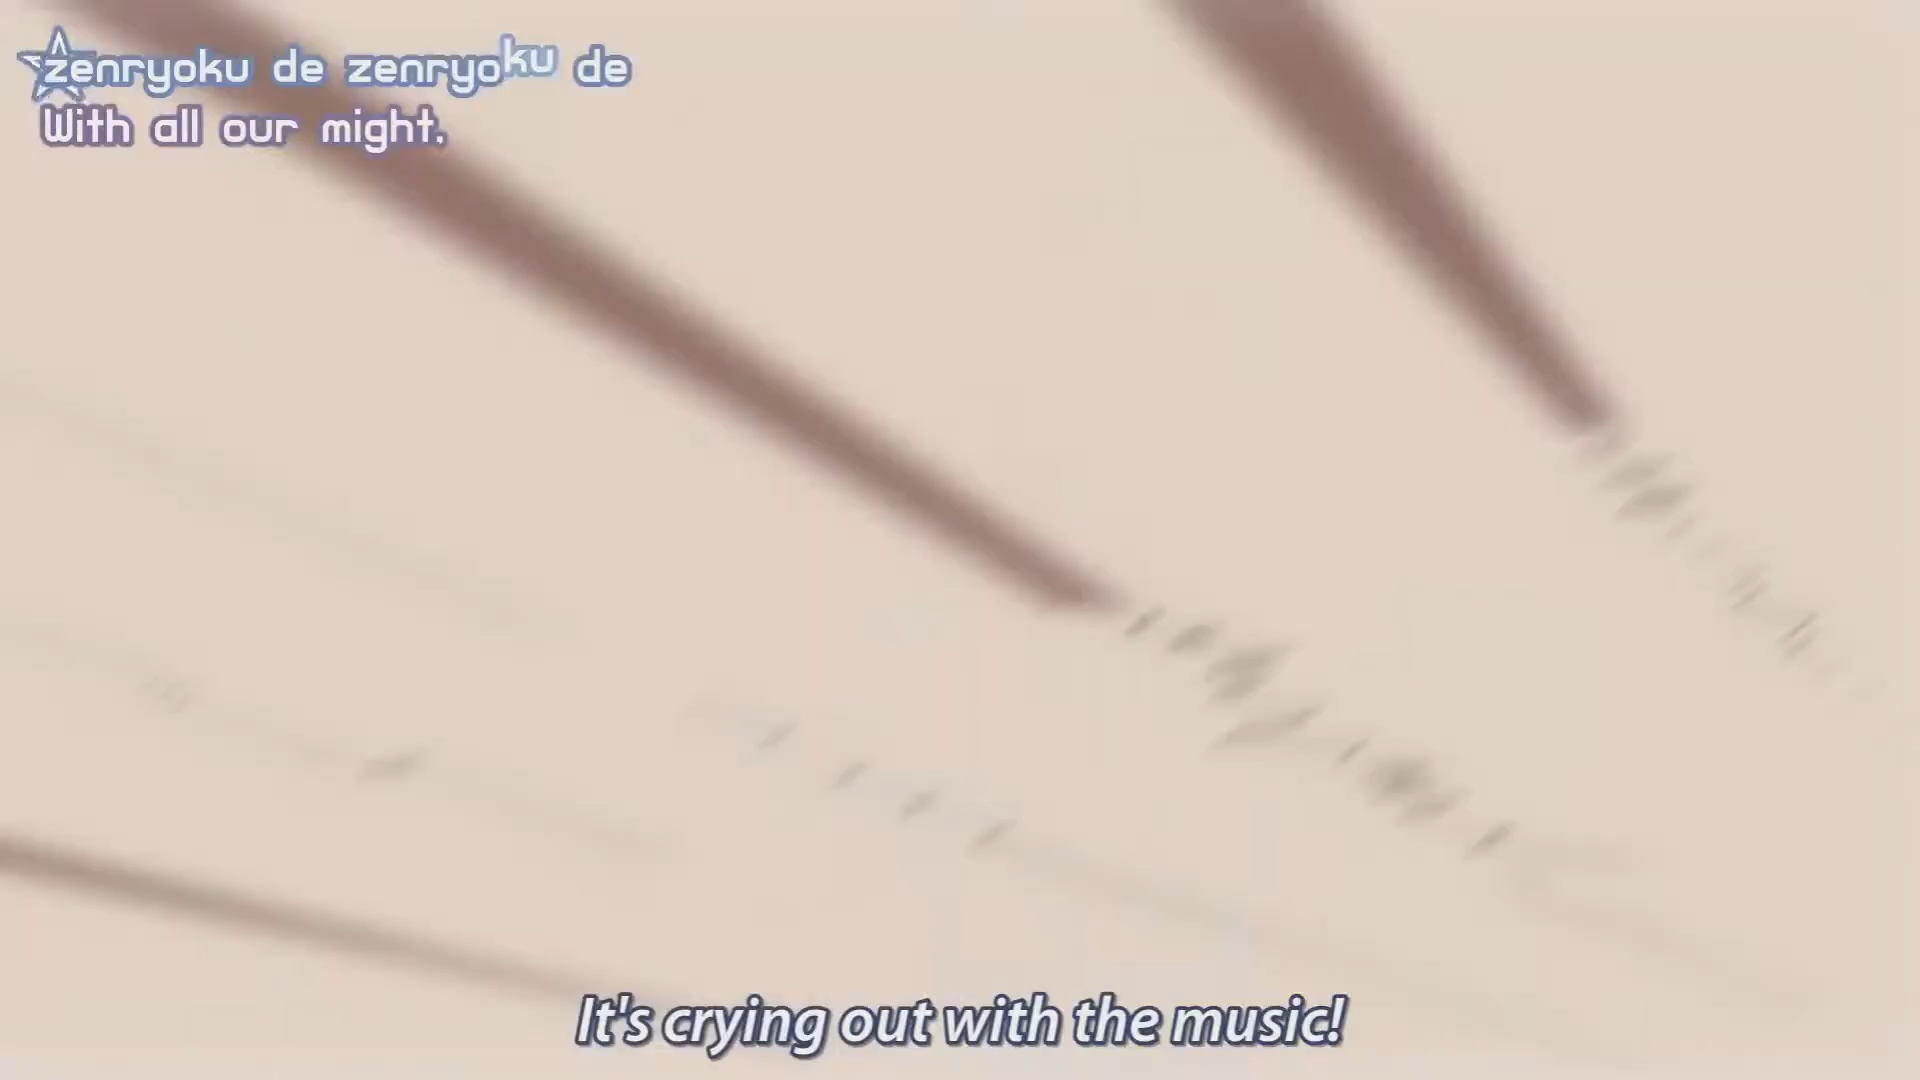 zenryoku de zenryoku de
With all our might.
It's crying out with the music!